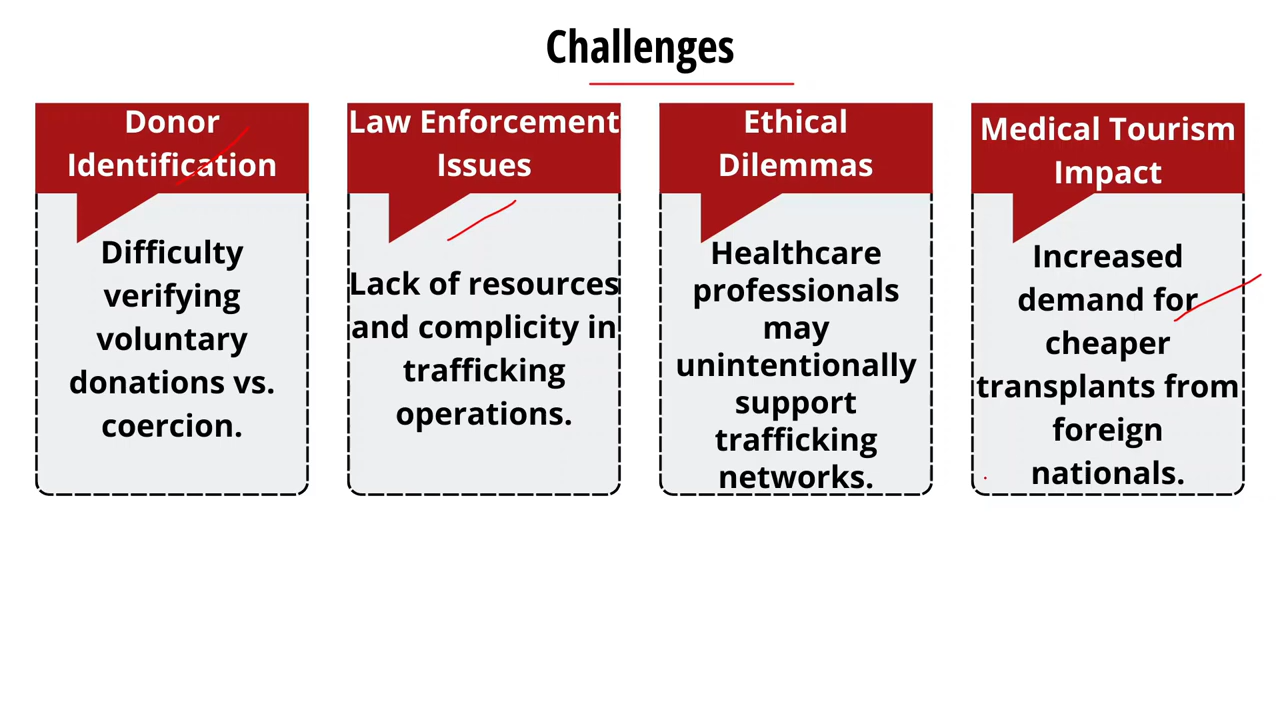 Challenges
Donor
Identification
Difficulty
verifying
voluntary
donations vs.
coercion.
Law Enforcement
Issues
Lack of resources
and complicity in
trafficking
operations.
Ethical
Dilemmas
Healthcare
professionals
may
unintentionally
support
trafficking
networks.
Medical Tourism
Impact
Increased
demand for
cheaper
transplants from
foreign
nationals.